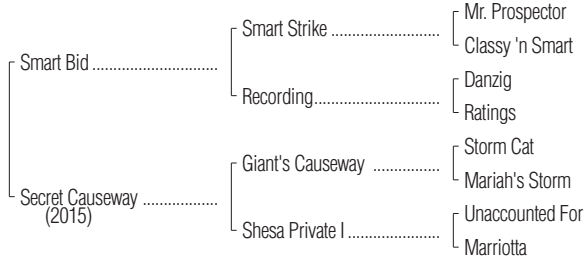 Mr. Prospector
Smart Strike ............................
Classy 'n Smart
Smart Bid ................................
Danzig
Recording................................
Ratings
Storm Cat
Giant's Causeway .................
Mariah's Storm
Secret Causeway ...................
(2015)
Unaccounted For
Shesa Private I........................
Marriotta